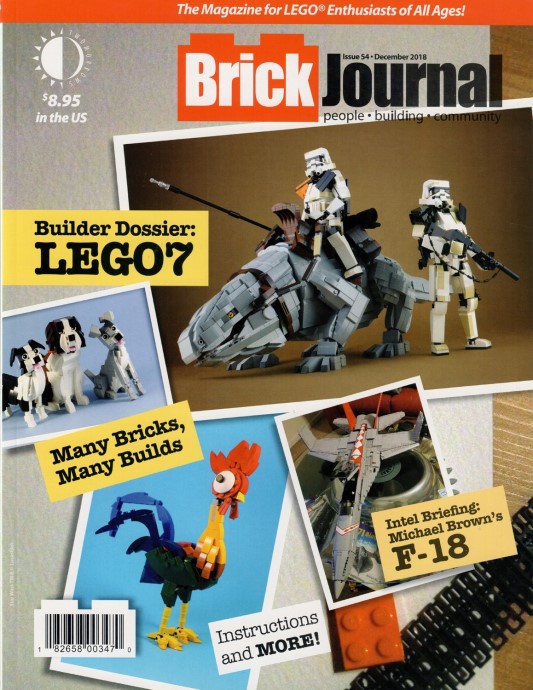 The Magazine for LEGO® Enthusiasts of All Ages!
TWOMORROWS
$8.95
in the US
Issue 54 • December 2018
Brick Journal
people • building • community
Builder Dossier:
LEGO7
Many Bricks,
Many Builds
Intel Briefing:
Michael Brown's
F-18
Instructions
and MORE!
1 82658 00347 0